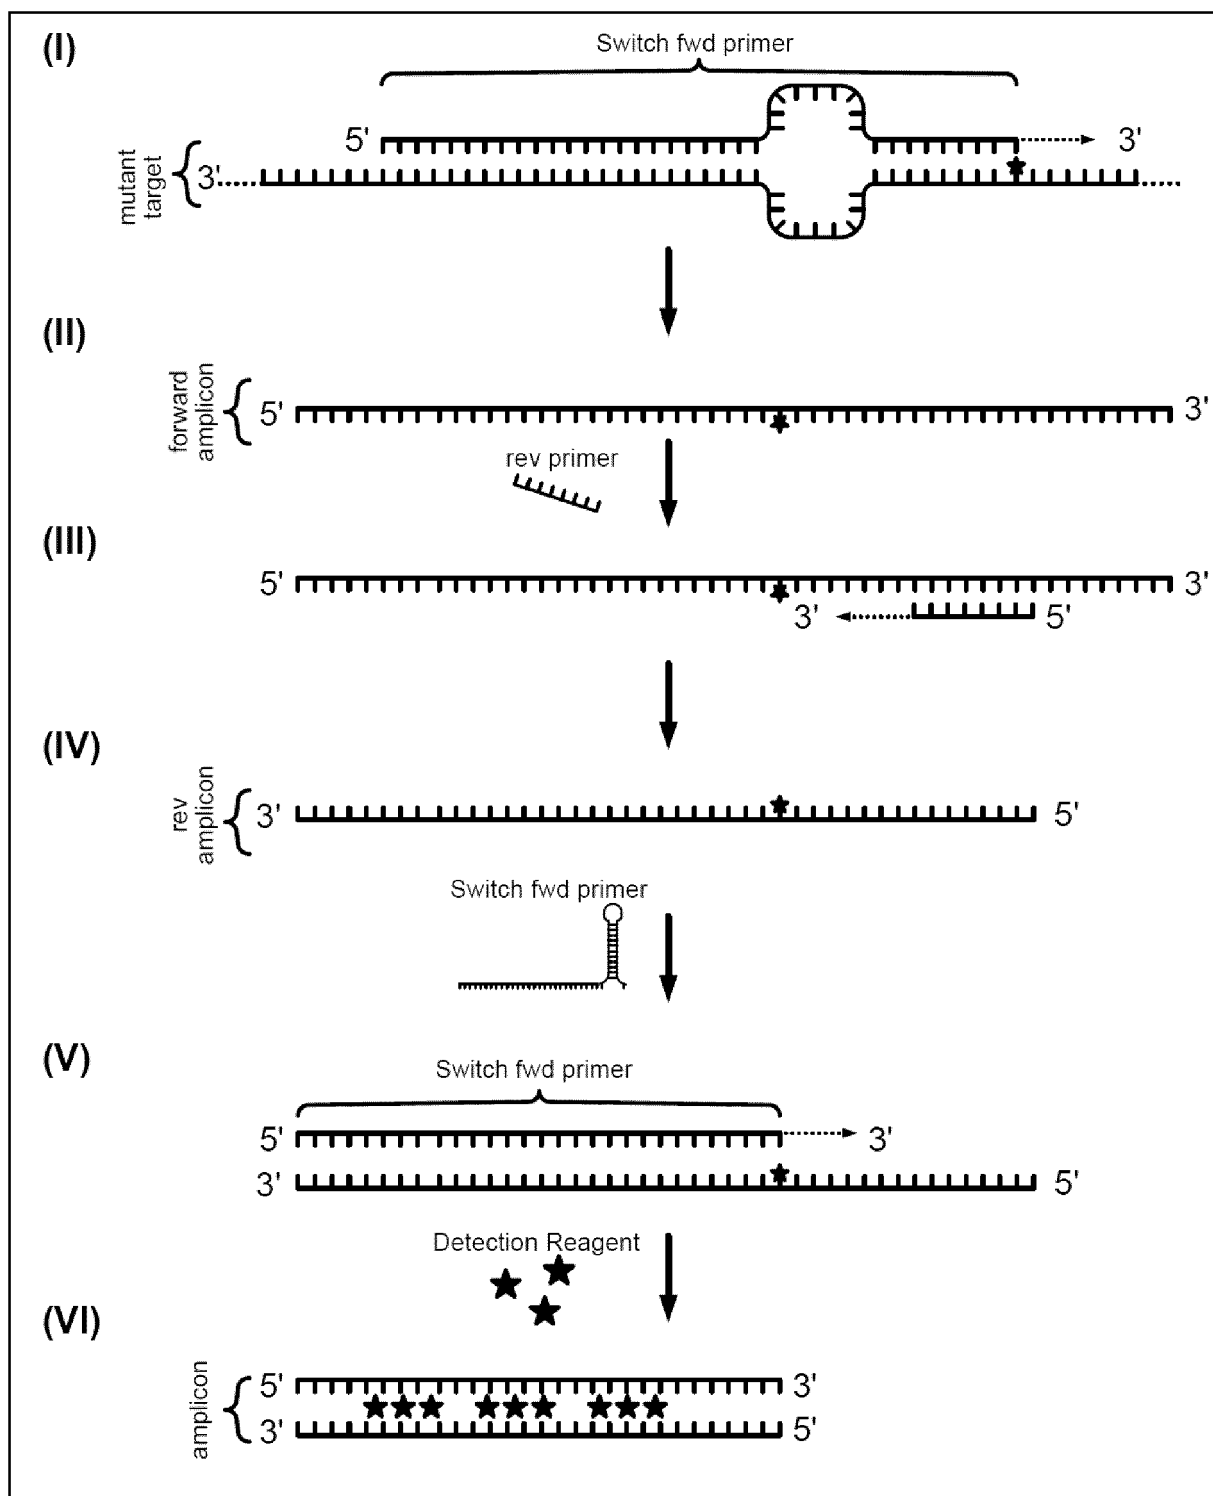 (I)
Switch fwd primer
5'
3'
mutant
target
3'
(II)
forward
amplicon
5'
3'
rev primer
(III)
5'
3'
3'
5'
(IV)
rev
amplicon
3'
5'
Switch fwd primer
(V)
Switch fwd primer
5'
3'
3'
5'
Detection Reagent
(VI)
amplicon
5'
3'
3'
5'